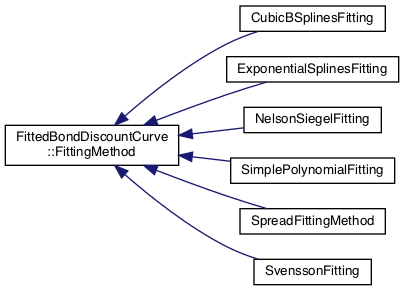 CubicBSplinesFitting
ExponentialSplinesFitting
NelsonSiegelFitting
FittedBondDiscountCurve
::FittingMethod
SimplePolynomialFitting
SpreadFittingMethod
SvenssonFitting